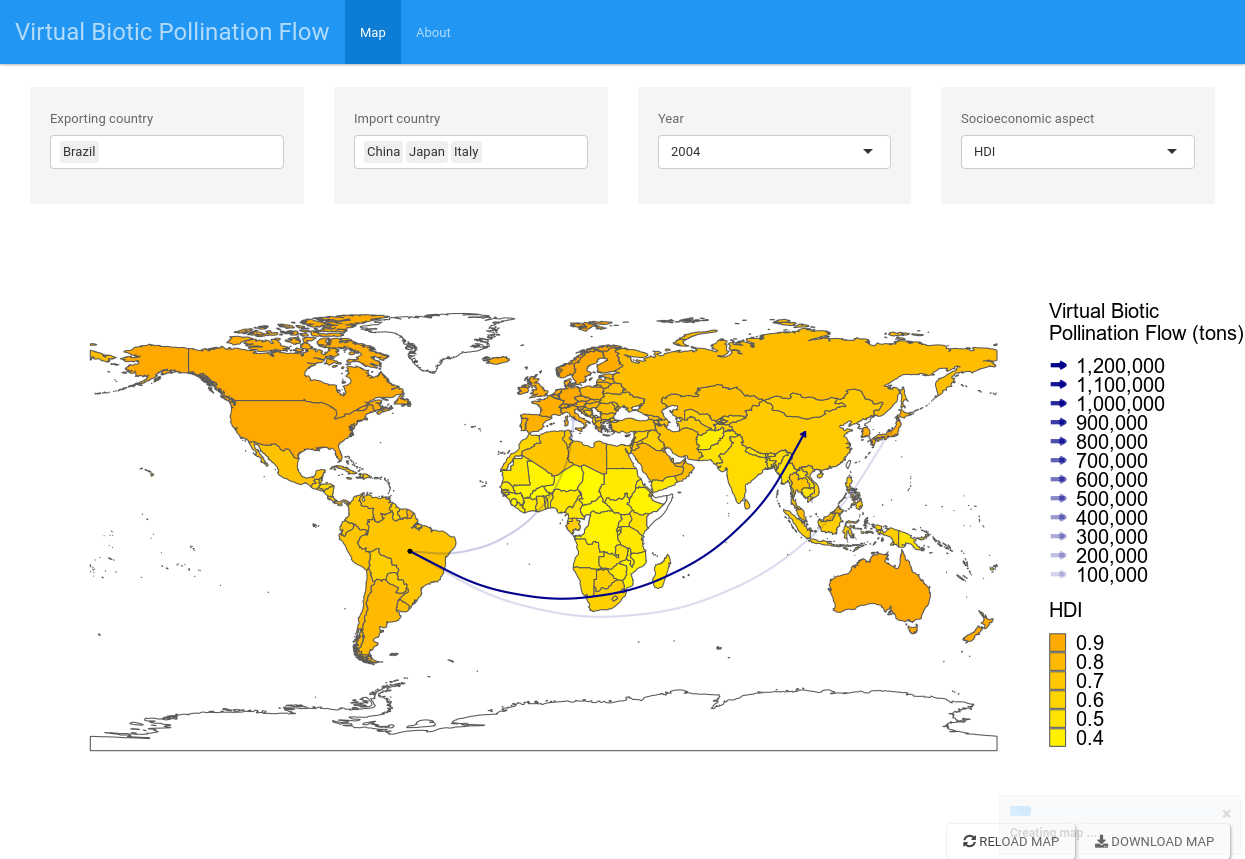 Virtual Biotic Pollination Flow Map About
Exporting country
Brazil
Import country
China Japan Italy
Year
2004
Socioeconomic aspect
HDI
Virtual Biotic
Pollination Flow (tons)
1,200,000
1,100,000
1,000,000
900,000
800,000
700,000
600,000
500,000
400,000
300,000
200,000
100,000
HDI
0.9
0.8
0.7
0.6
0.5
0.4
×
Creating map ...
RELOAD MAP
DOWNLOAD MAP